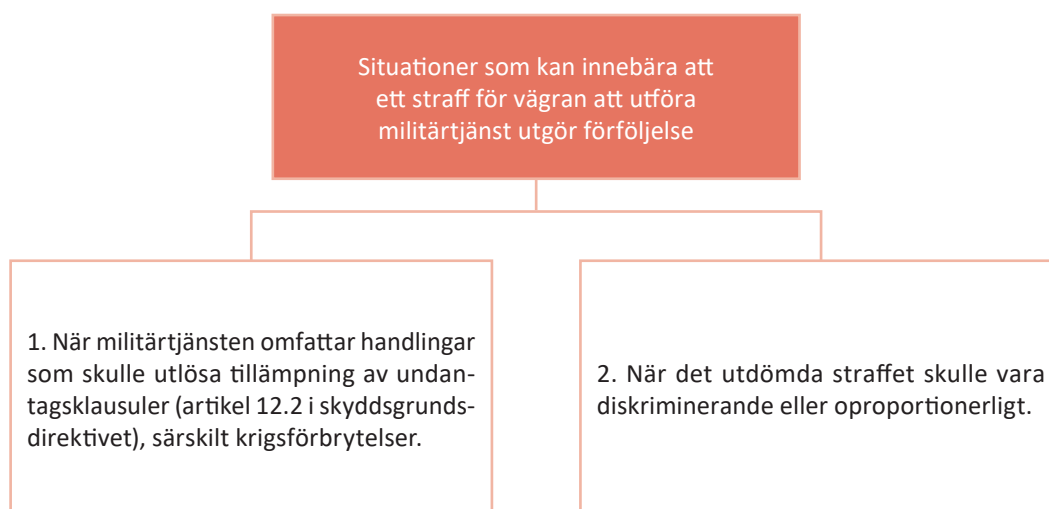 Situationer som kan innebära att
ett straff för vägran att utföra
militärtjänst utgör förföljelse
1. När militärtjänsten omfattar handlingar
som skulle utlösa tillämpning av undan-
tagsklausuler (artikel 12.2 i skyddsgrunds-
direktivet), särskilt krigsförbrytelser.
2. När det utdömda straffet skulle vara
diskriminerande eller oproportionerligt.